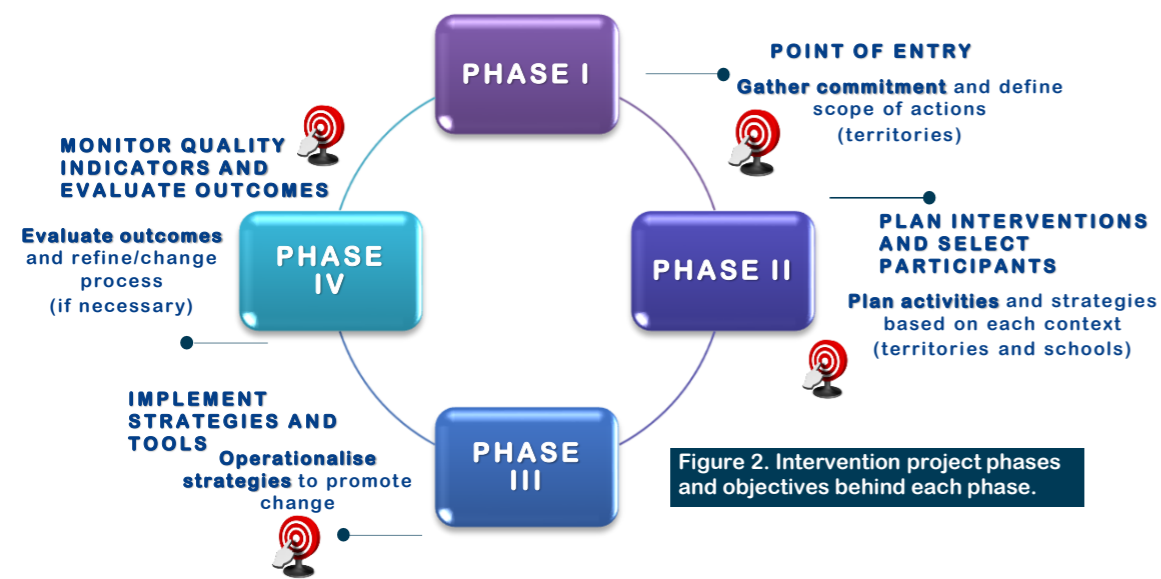 PHASE I
POINT OF ENTRY
Gather commitment and define
scope of actions
(territories)
PHASE II
PLAN INTERVENTIONS
AND SELECT
PARTICIPANTS
Plan activities and strategies
based on each context
(territories and schools)
PHASE
III
IMPLEMENT
STRATEGIES AND
TOOLS
Operationalise
strategies to promote
change
PHASE
IV
MONITOR QUALITY
INDICATORS AND
EVALUATE OUTCOMES
Evaluate outcomes
and refine/change
process
(if necessary)
Figure 2. Intervention project phases
and objectives behind each phase.